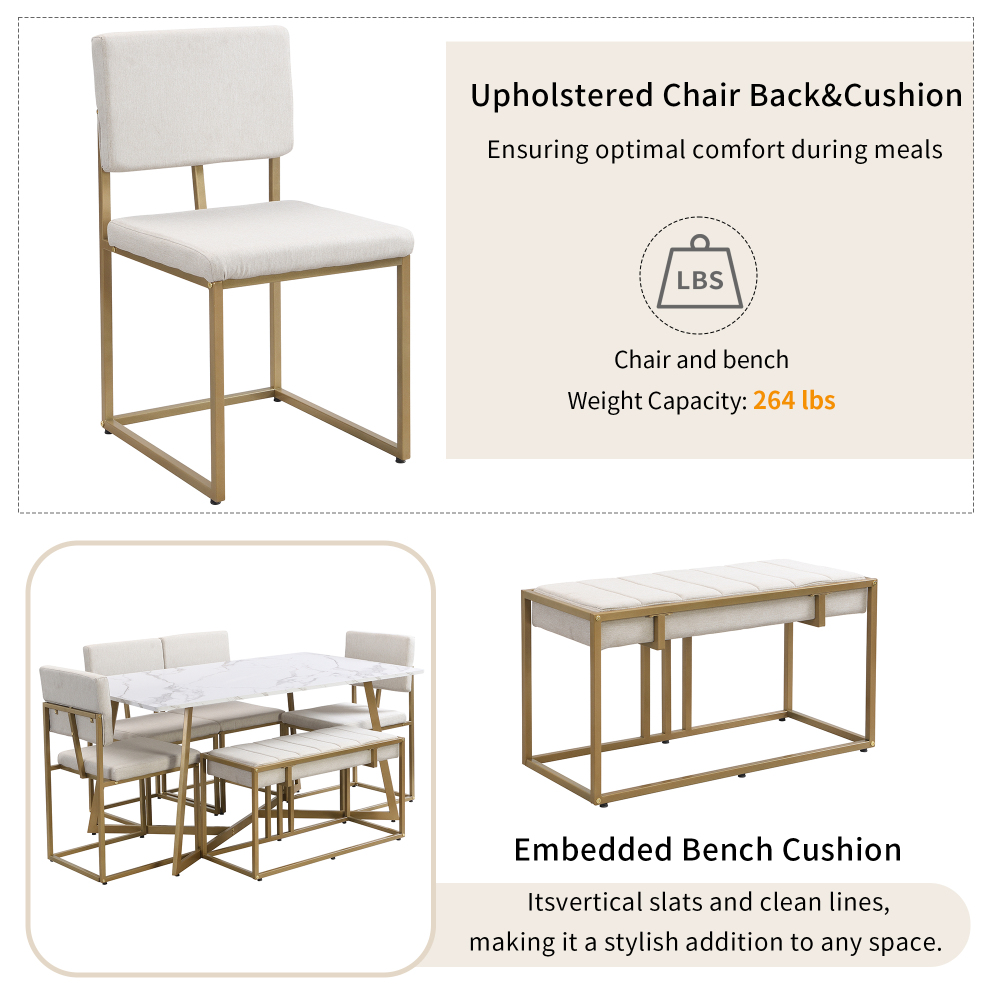 Upholstered Chair Back&Cushion
Ensuring optimal comfort during meals
LBS
Chair and bench
Weight Capacity: 264 lbs
Embedded Bench Cushion
Itsvertical slats and clean lines,
making it a stylish addition to any space.